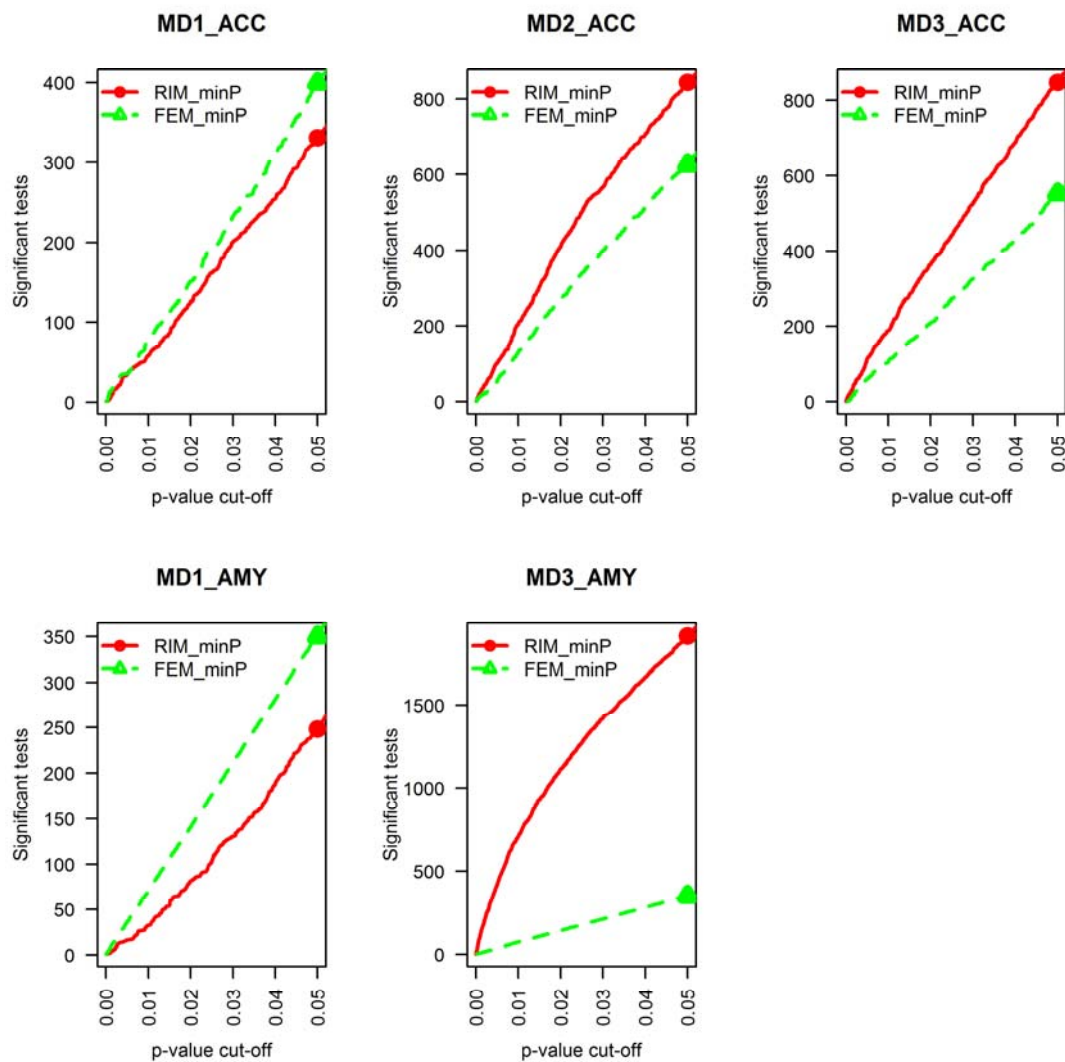 MD1_ACC
Significant tests
400
300
200
100
0
RIM_minP
FEM_minP
0.00
0.01
0.02
0.03
0.04
0.05
p-value cut-off
MD2_ACC
Significant tests
800
600
400
200
0
RIM_minP
FEM_minP
0.00
0.01
0.02
0.03
0.04
0.05
p-value cut-off
MD3_ACC
Significant tests
800
600
400
200
0
RIM_minP
FEM_minP
0.00
0.01
0.02
0.03
0.04
0.05
p-value cut-off
MD1_AMY
Significant tests
350
300
250
200
150
100
50
0
RIM_minP
FEM_minP
0.00
0.01
0.02
0.03
0.04
0.05
p-value cut-off
MD3_AMY
Significant tests
1500
1000
500
0
RIM_minP
FEM_minP
0.00
0.01
0.02
0.03
0.04
0.05
p-value cut-off